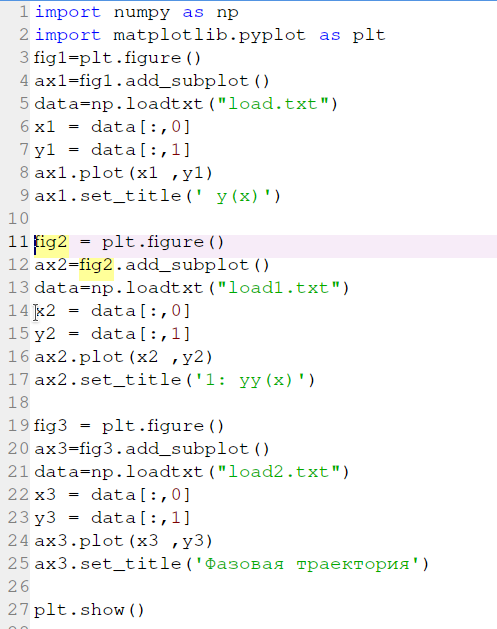 1 import numpy as np
2 import matplotlib.pyplot as plt
3 fig1=plt.figure()
4 ax1=fig1.add_subplot()
5 data=np.loadtxt("load.txt")
6 x1 = data[:,0]
7 y1 = data[:,1]
8 ax1.plot(x1 ,y1)
9 ax1.set_title(' y(x)')
10
11 fig2 = plt.figure()
12 ax2=fig2.add_subplot()
13 data=np.loadtxt("load1.txt")
14 x2 = data[:,0]
15 y2 = data[:,1]
16 ax2.plot(x2 ,y2)
17 ax2.set_title('1: yy(x)')
18
19 fig3 = plt.figure()
20 ax3=fig3.add_subplot()
21 data=np.loadtxt("load2.txt")
22 x3 = data[:,0]
23 y3 = data[:,1]
24 ax3.plot(x3 ,y3)
25 ax3.set_title('Фазовая траектория')
26
27 plt.show()